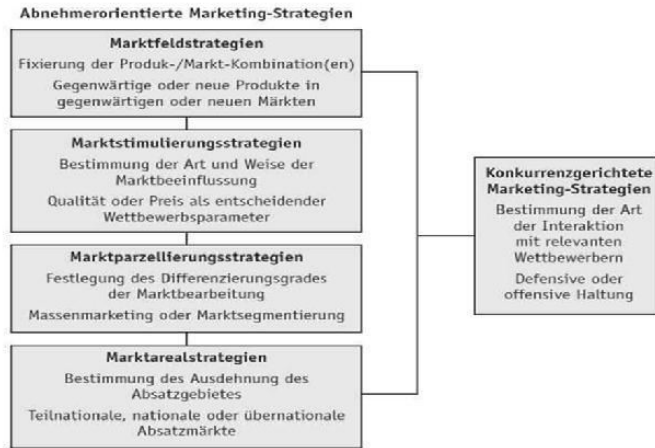 Abnehmerorientierte Marketing-Strategien
Marktfeldstrategien
Fixierung der Produk-/Markt-Kombination(en)
Gegenwärtige oder neue Produkte in
gegenwärtigen oder neuen Märkten
Marktstimulierungsstrategien
Bestimmung der Art und Weise der
Marktbeeinflussung
Qualität oder Preis als entscheidender
Wettbewerbsparameter
Marktparzellierungsstrategien
Festlegung des Differenzierungsgrades
der Marktbearbeitung
Massenmarketing oder Marktsegmentierung
Marktarealstrategien
Bestimmung des Ausdehnung des
Absatzgebietes
Teilnationale, nationale oder übernationale
Absatzmärkte
Konkurrenzgerichtete
Marketing-Strategien
Bestimmung der Art
der Interaktion
mit relevanten
Wettbewerbern
Defensive oder
offensive Haltung